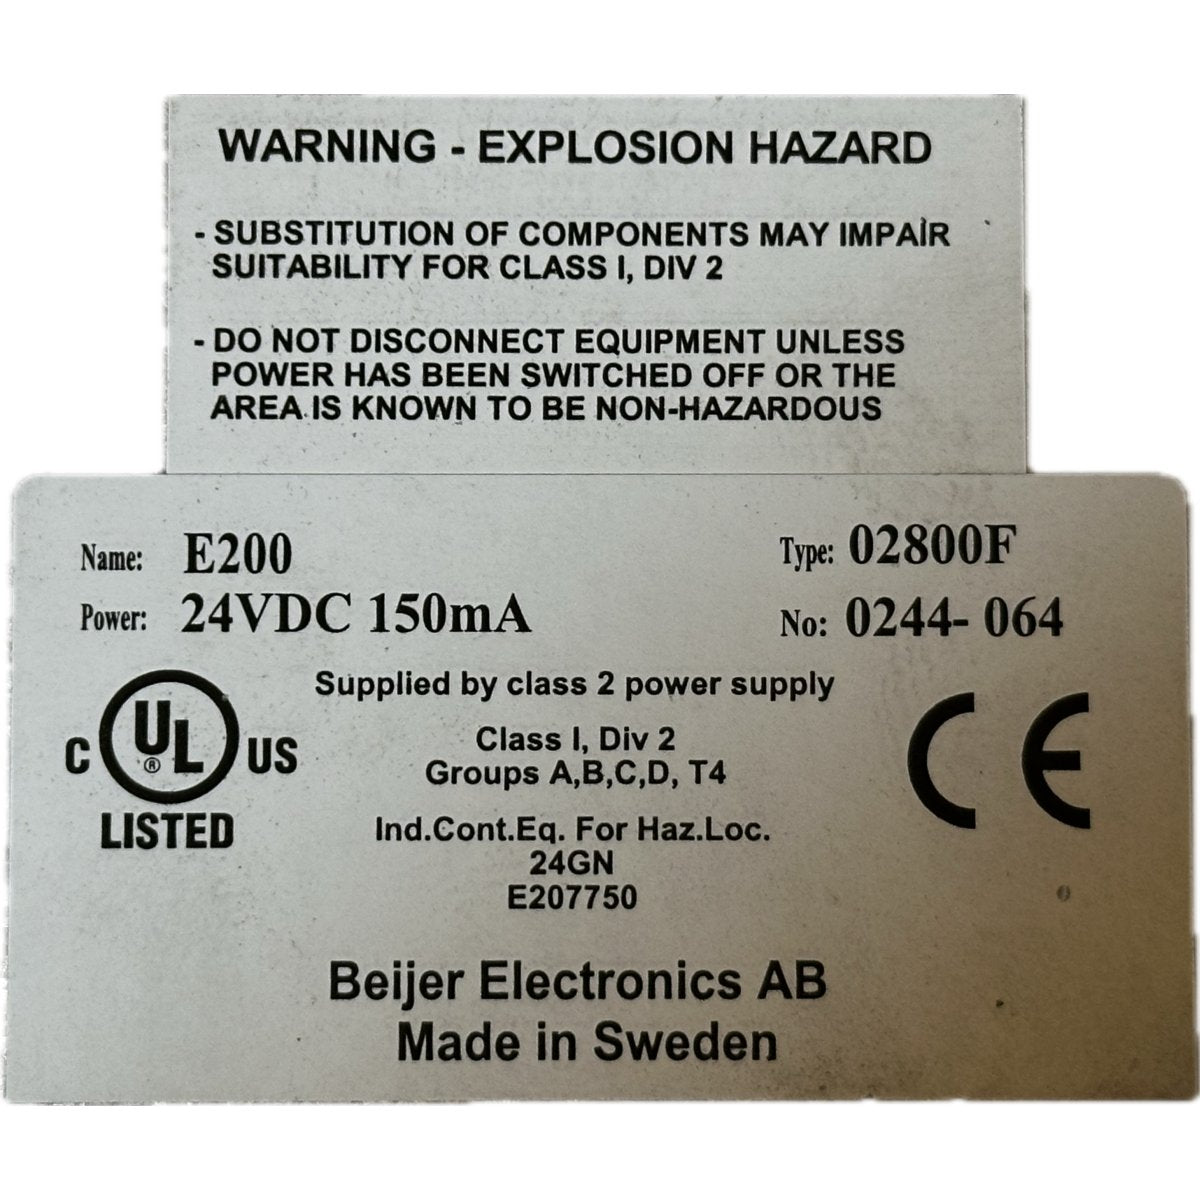 WARNING - EXPLOSION HAZARD
- SUBSTITUTION OF COMPONENTS MAY IMPAIR
SUITABILITY FOR CLASS I, DIV 2
- DO NOT DISCONNECT EQUIPMENT UNLESS
POWER HAS BEEN SWITCHED OFF OR THE
AREA IS KNOWN TO BE NON-HAZARDOUS
Name: E200
Type: 02800F
Power: 24VDC 150mA
No: 0244- 064
Supplied by class 2 power supply
C UL ® US
LISTED
Class I, Div 2
Groups A,B,C,D, T4
Ind.Cont.Eq. For Haz.Loc.
24GN
E207750
CE
Beijer Electronics AB
Made in Sweden